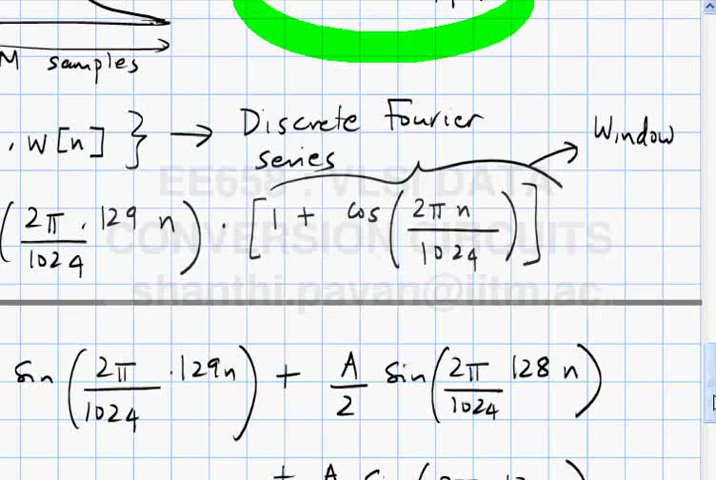 M samples
. w[n] } → Discrete Fourier
series
Window
(2π/1024 . 129 n) . [1 + cos(2πn/1024)]
EE658 : VLSI DATA
CONVERSION CIRCUITS
shanthi.pavan@iitm.ac.
sin(2π/1024 .129n) + A/2 sin(2π/1024 128 n)
+ A